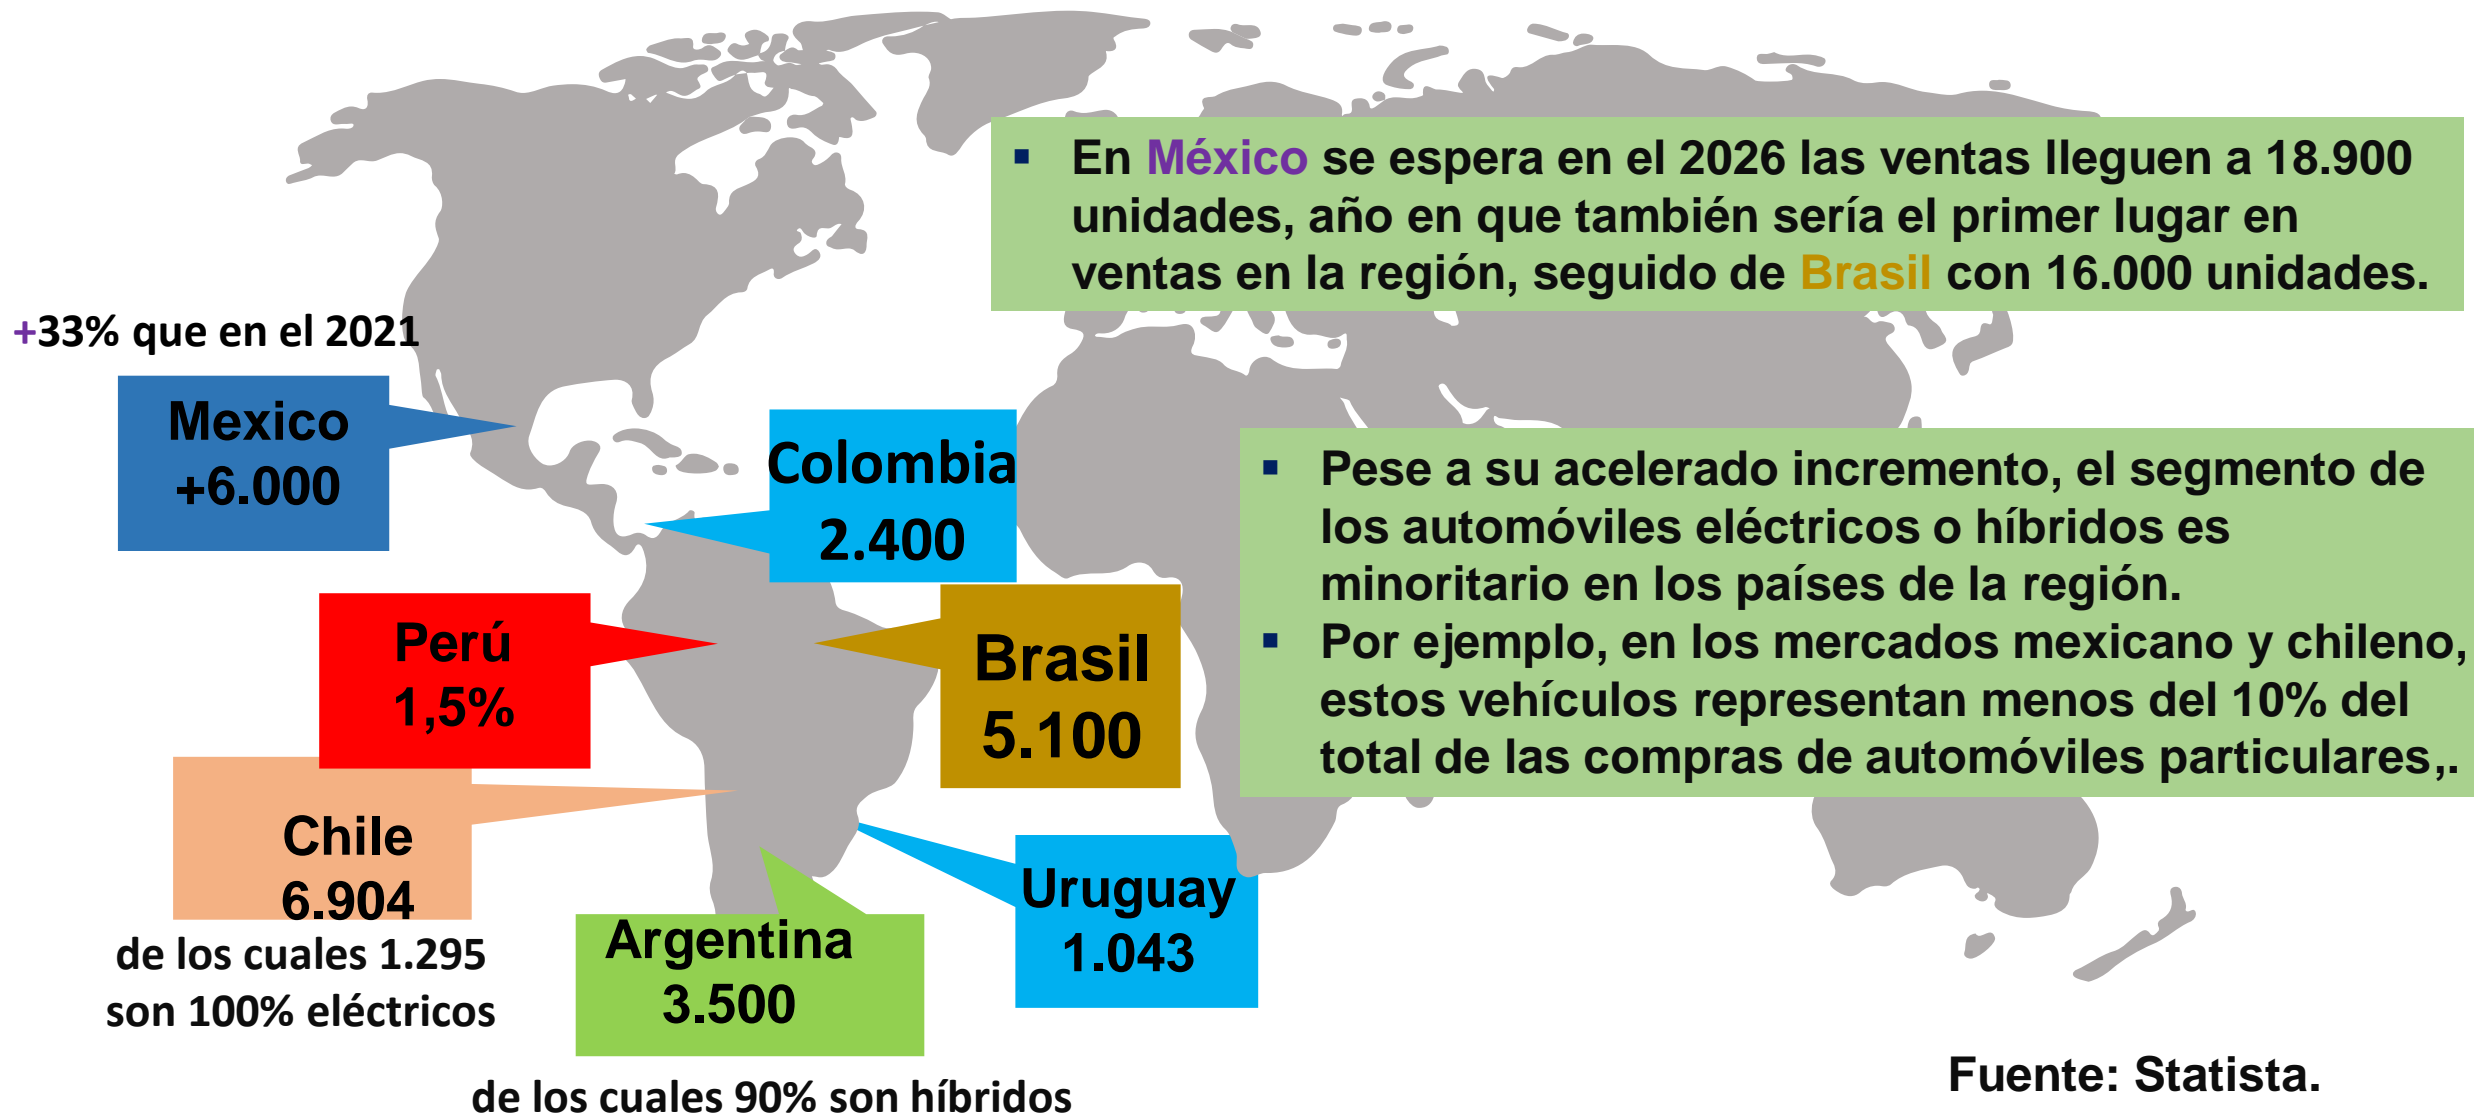 ▪ En México se espera en el 2026 las ventas lleguen a 18.900
unidades, año en que también sería el primer lugar en
ventas en la región, seguido de Brasil con 16.000 unidades.
+33% que en el 2021
Mexico
+6.000
Colombia
2.400
▪ Pese a su acelerado incremento, el segmento de
los automóviles eléctricos o híbridos es
minoritario en los países de la región.
▪ Por ejemplo, en los mercados mexicano y chileno,
estos vehículos representan menos del 10% del
total de las compras de automóviles particulares,.
Perú
1,5%
Brasil
5.100
Chile
6.904
de los cuales 1.295
son 100% eléctricos
Argentina
3.500
de los cuales 90% son híbridos
Uruguay
1.043
Fuente: Statista.